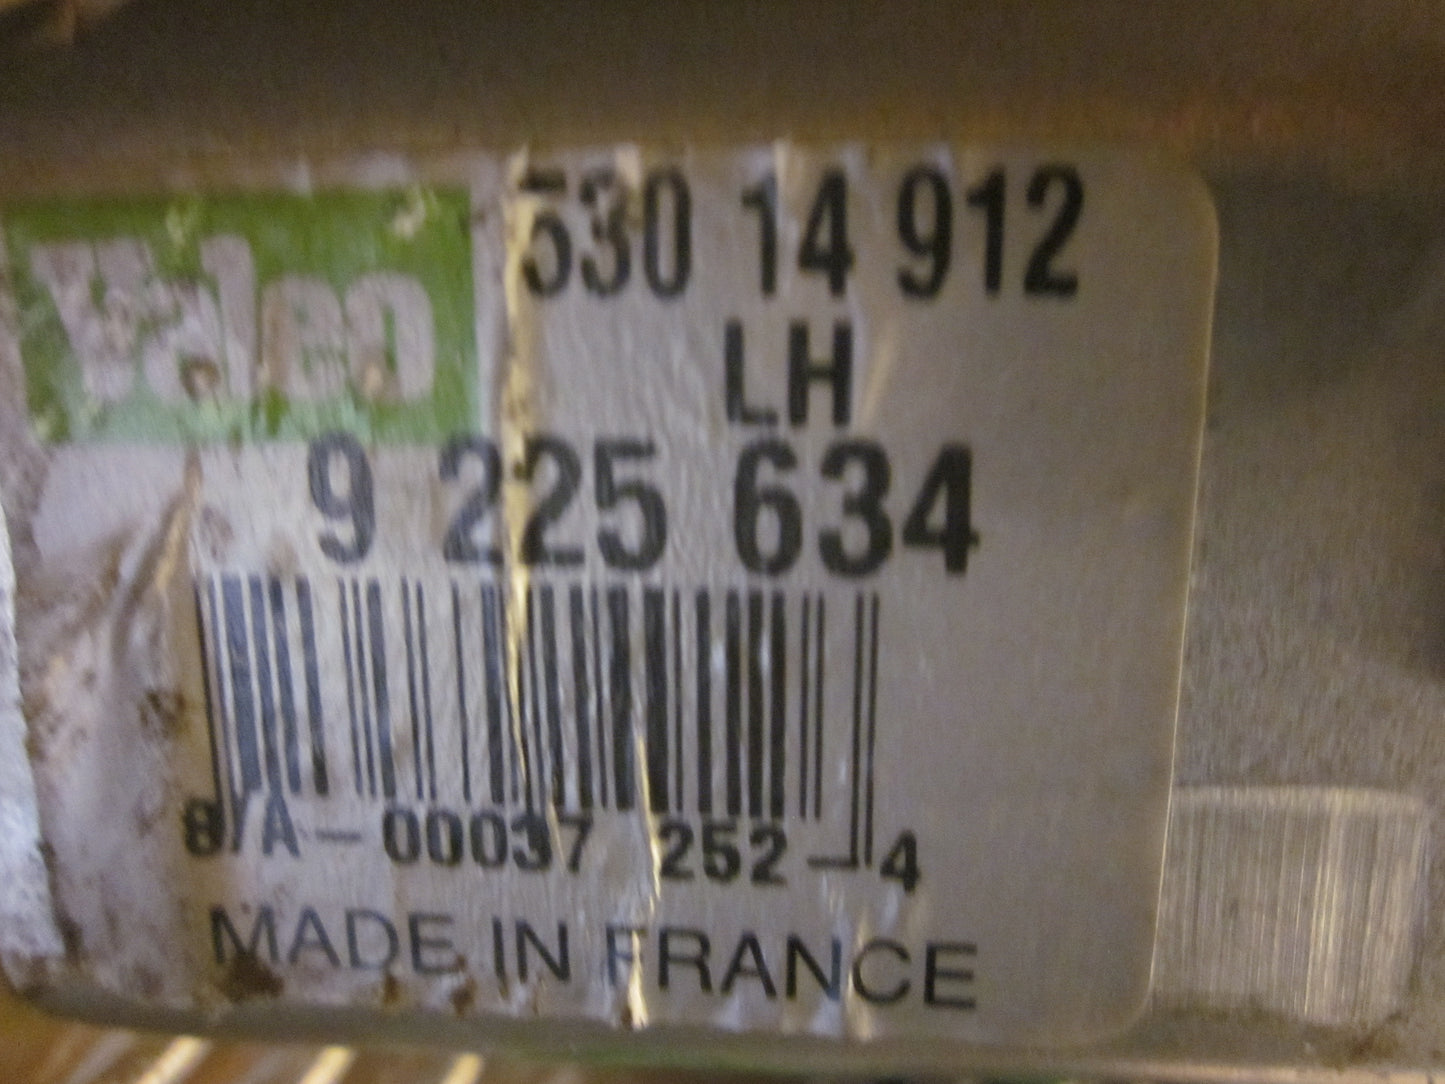 Valeo
530 14 912
LH
9 225 634
8/A-00037 252-4
MADE IN FRANCE